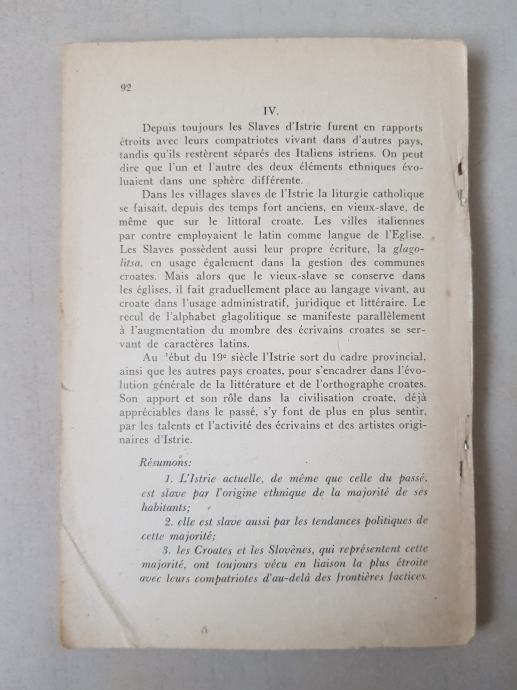 92
IV.
Depuis toujours les Slaves d'Istrie furent en rapports
étroits avec leurs compatriotes vivant dans d'autres pays,
tandis qu'ils restèrent séparés des Italiens istriens. On peut
dire que l'un et l'autre des deux éléments ethniques évo-
luaient dans une sphère différente.
Dans les villages slaves de l'Istrie la liturgie catholique
se faisait, depuis des temps fort anciens, en vieux-slave, de
même que sur le littoral croate. Les villes italiennes
par contre employaient le latin comme langue de l'Eglise.
Les Slaves possèdent aussi leur propre écriture, la glago-
litsa, en usage également dans la gestion des communes
croates. Mais alors que le vieux-slave se conserve dans
les églises, il fait graduellement place au langage vivant, au
croate dans l'usage administratif, juridique et littéraire. Le
recul de l'alphabet glagolitique se manifeste parallèlement
à l'augmentation du mombre des écrivains croates se ser-
vant de caractères latins.
Au début du 19e siècle l'Istrie sort du cadre provincial,
ainsi que les autres pays croates, pour s'encadrer dans l'évo-
lution générale de la littérature et de l'orthographe croates.
Son apport et son rôle dans la civilisation croate, déjà
appréciables dans le passé, s'y font de plus en plus sentir,
par les talents et l'activité des écrivains et des artistes origi-
naires d'Istrie.
Résumons:
1. L'Istrie actuelle, de même que celle du passé,
est slave par l'origine ethnique de la majorité de ses
habitants;
2. elle est slave aussi par les tendances politiques de
cette majorité;
3. les Croates et les Slovènes, qui représentent cette
majorité, ont toujours vécu en liaison la plus étroite
avec leurs compatriotes d'au-delà des frontières factices.